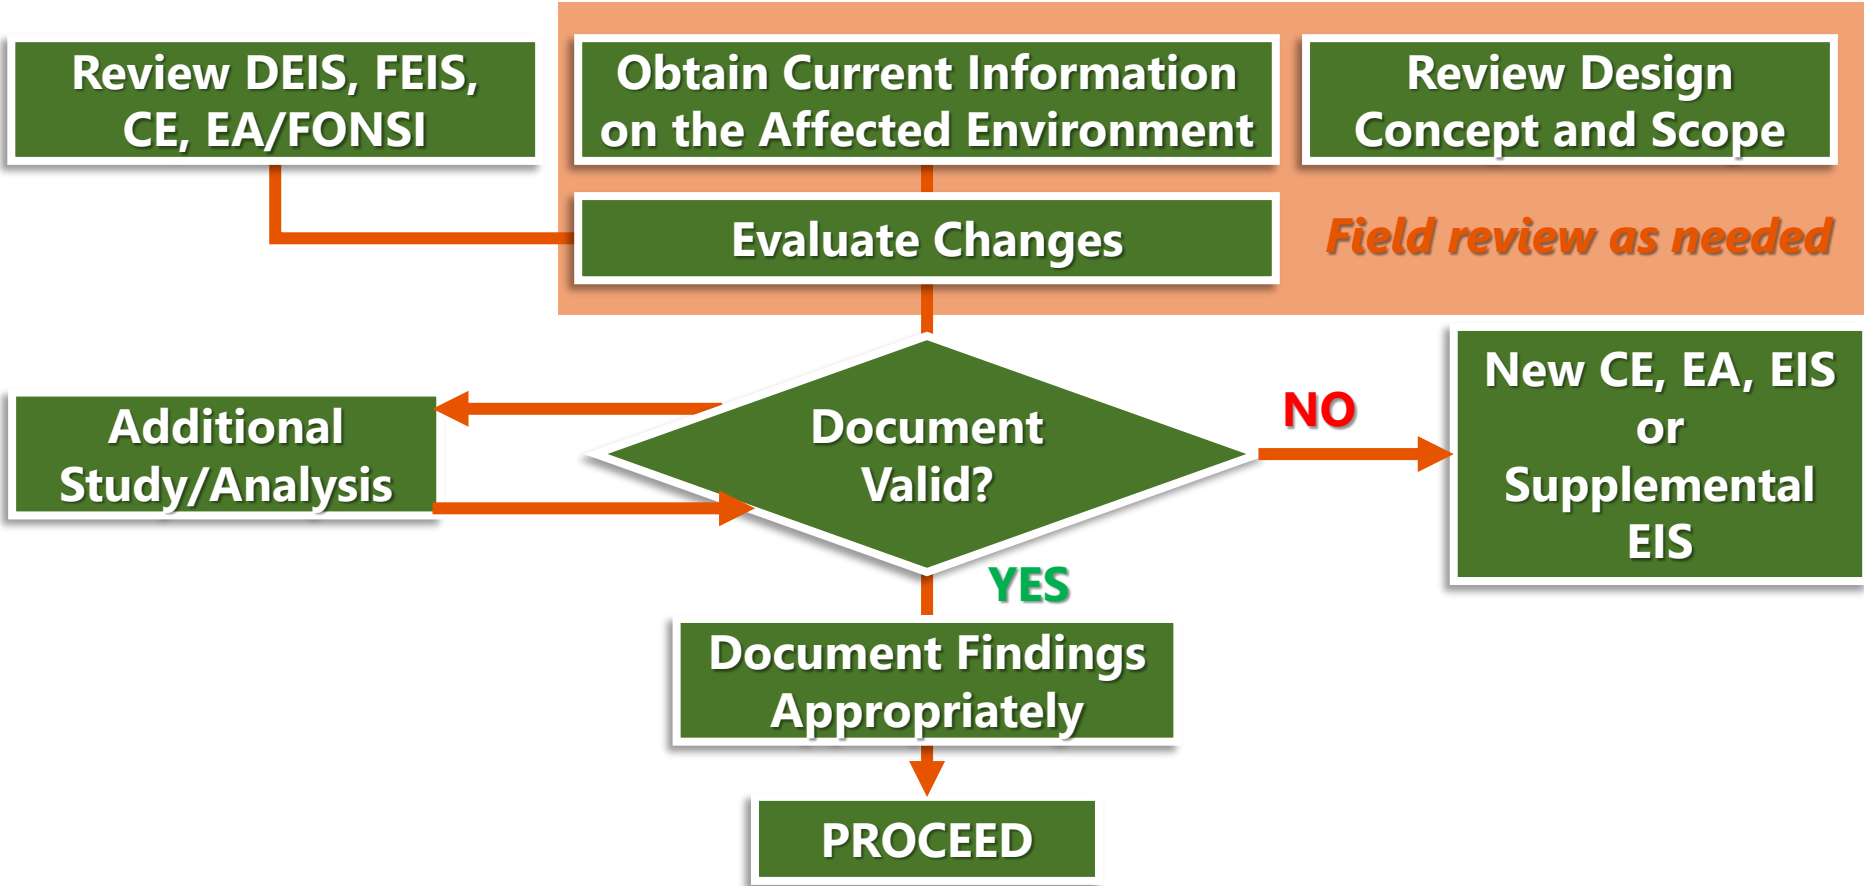 Review DEIS, FEIS,
CE, EA/FONSI
Obtain Current Information
on the Affected Environment
Review Design
Concept and Scope
Evaluate Changes
Field review as needed
Additional
Study/Analysis
Document
Valid?
NO
New CE, EA, EIS
or
Supplemental
EIS
YES
Document Findings
Appropriately
PROCEED